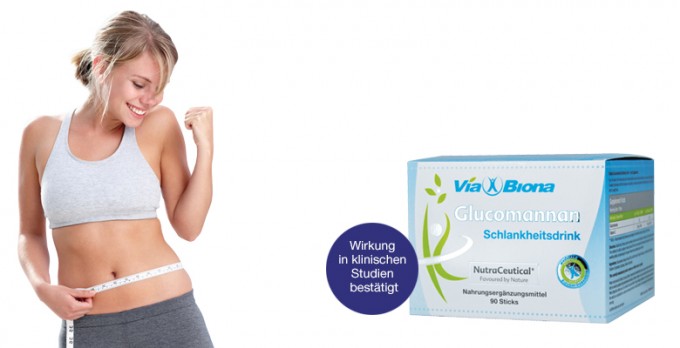 Wirkung
in klinischen
Studien
bestätigt
Via Biona
Glucomannan
Schlankheitsdrink
NutraCeutical®
Favoured by Nature
Nahrungsergänzungsmittel
90 Sticks